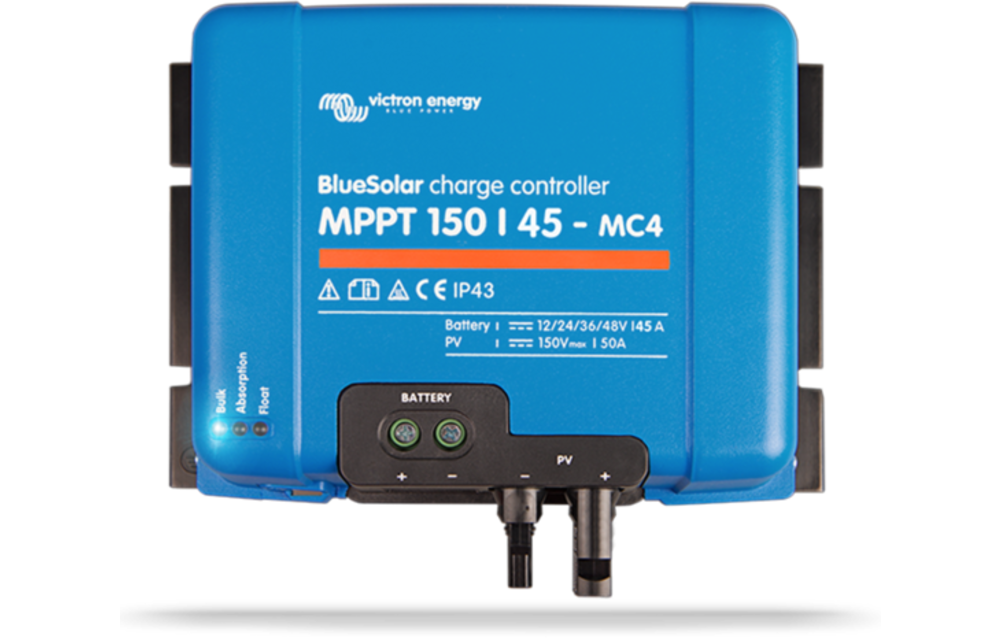 victron energy
BLUE POWER
BlueSolar charge controller
MPPT 150 | 45 - MC4
IP43
Battery 12/24/36/48V | 45 A
PV 150Vmax | 50A
Bulk
Absorption
Float
BATTERY
+ −
PV
− +